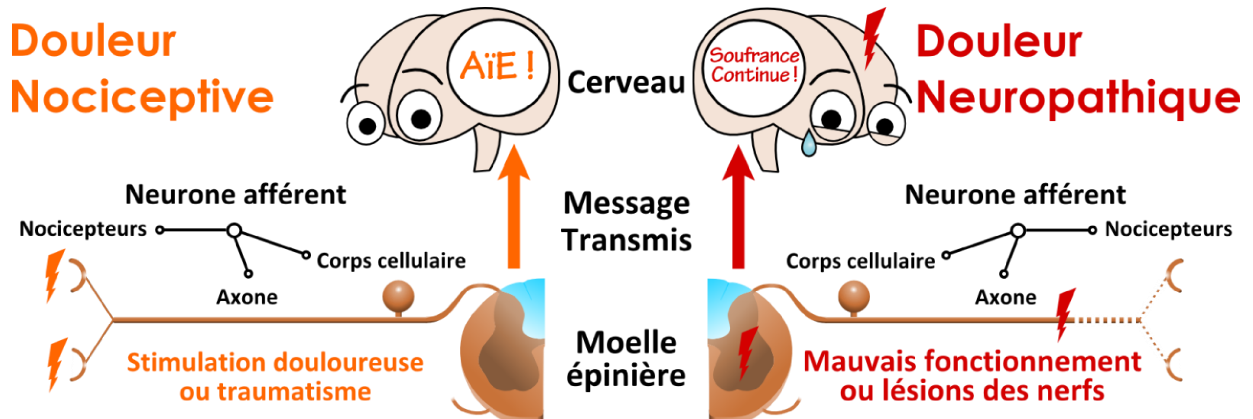 Douleur
Nociceptive
AïE !
Cerveau
Soufrance
Continue !
Douleur
Neuropathique
Neurone afférent
Nocicepteurs
Corps cellulaire
Axone
Message
Transmis
Neurone afférent
Nocicepteurs
Corps cellulaire
Axone
Stimulation douloureuse
ou traumatisme
Moelle
épinière
Mauvais fonctionnement
ou lésions des nerfs